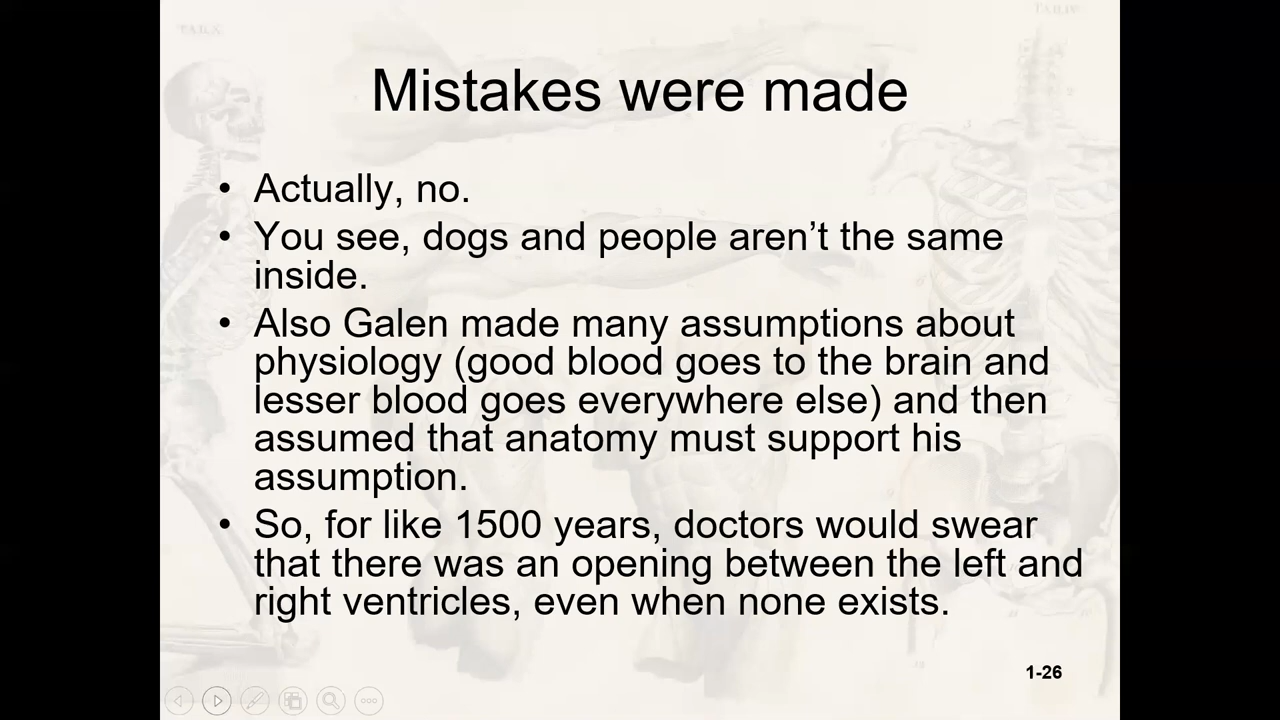 Mistakes were made
• Actually, no.
• You see, dogs and people aren’t the same
inside.
• Also Galen made many assumptions about
physiology (good blood goes to the brain and
lesser blood goes everywhere else) and then
assumed that anatomy must support his
assumption.
• So, for like 1500 years, doctors would swear
that there was an opening between the left and
right ventricles, even when none exists.
1-26